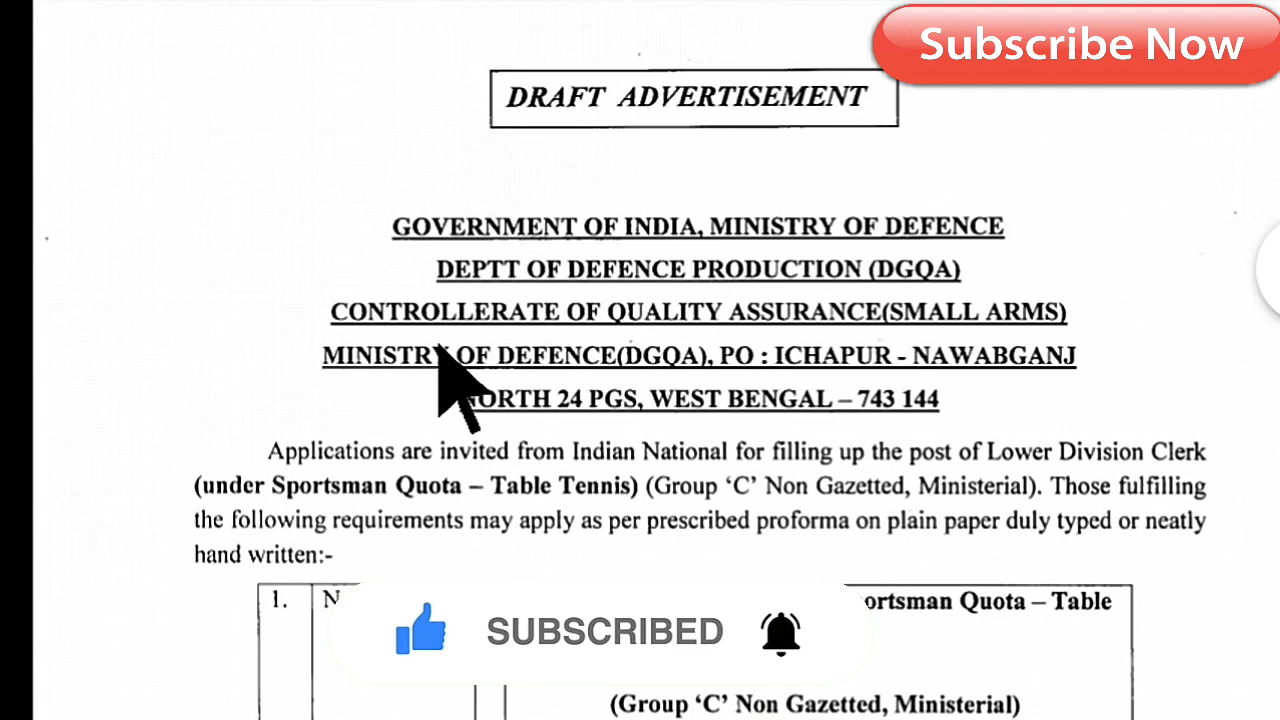 Subscribe Now
DRAFT ADVERTISEMENT
GOVERNMENT OF INDIA, MINISTRY OF DEFENCE
DEPTT OF DEFENCE PRODUCTION (DGQA)
CONTROLLERATE OF QUALITY ASSURANCE(SMALL ARMS)
MINISTRY OF DEFENCE(DGQA), PO : ICHAPUR - NAWABGANJ
NORTH 24 PGS, WEST BENGAL – 743 144
Applications are invited from Indian National for filling up the post of Lower Division Clerk
(under Sportsman Quota – Table Tennis) (Group ‘C’ Non Gazetted, Ministerial). Those fulfilling
the following requirements may apply as per prescribed proforma on plain paper duly typed or neatly
hand written:-
1. ortsman Quota – Table
SUBSCRIBED
(Group ‘C’ Non Gazetted, Ministerial)